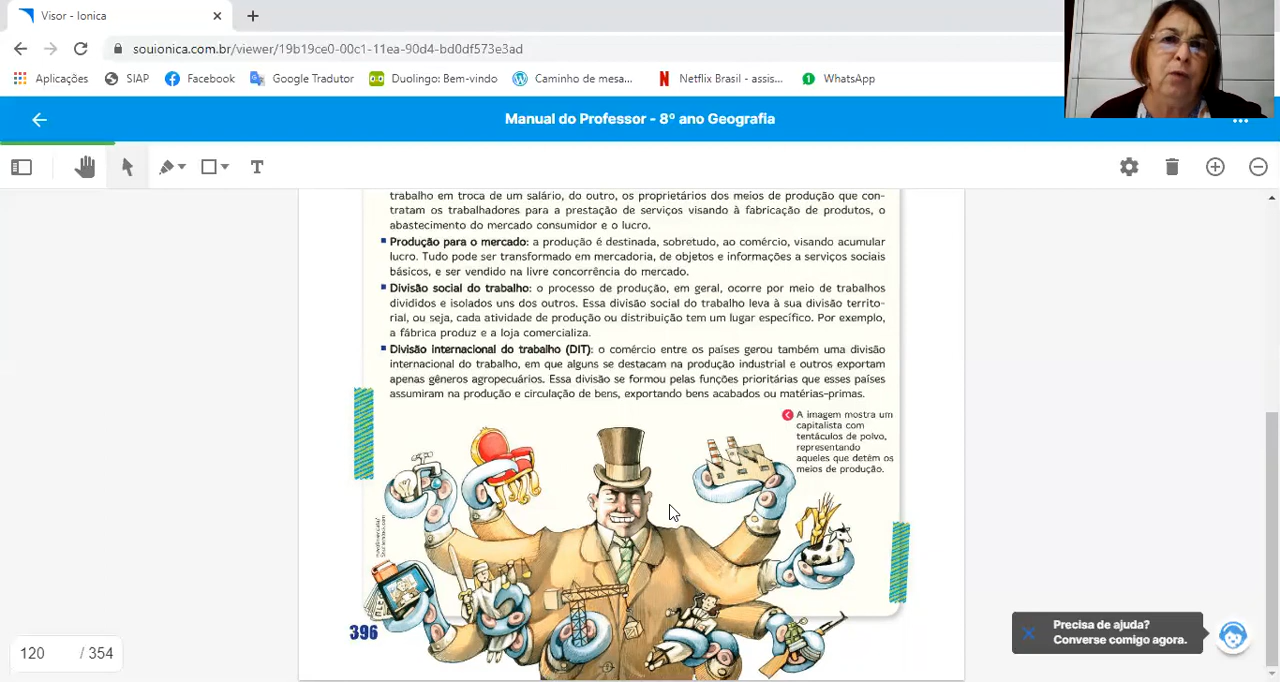 Visor - Ionica
souionica.com.br/viewer/19b19ce0-00c1-11ea-90d4-bd0df573e3ad
Aplicações SIAP Facebook Google Tradutor Duolingo: Bem-vindo Caminho de mesa... Netflix Brasil - assis... WhatsApp
Manual do Professor - 8º ano Geografia
T
trabalho em troca de um salário, do outro, os proprietários dos meios de produção que con-
tratam os trabalhadores para a prestação de serviços visando à fabricação de produtos, o
abastecimento do mercado consumidor e o lucro.
Produção para o mercado: a produção é destinada, sobretudo, ao comércio, visando acumular
lucro. Tudo pode ser transformado em mercadoria, de objetos e informações a serviços sociais
básicos, e ser vendido na livre concorrência do mercado.
Divisão social do trabalho: o processo de produção, em geral, ocorre por meio de trabalhos
divididos e isolados uns dos outros. Essa divisão social do trabalho leva à sua divisão territo-
rial, ou seja, cada atividade de produção ou distribuição tem um lugar específico. Por exemplo,
a fábrica produz e a loja comercializa.
Divisão internacional do trabalho (DIT): o comércio entre os países gerou também uma divisão
internacional do trabalho, em que alguns se destacam na produção industrial e outros exportam
apenas gêneros agropecuários. Essa divisão se formou pelas funções prioritárias que esses países
assumiram na produção e circulação de bens, exportando bens acabados ou matérias-primas.
A imagem mostra um
capitalista com
tentáculos de polvo,
representando
aqueles que detêm os
meios de produção.
396
120 / 354
Precisa de ajuda?
Converse comigo agora.